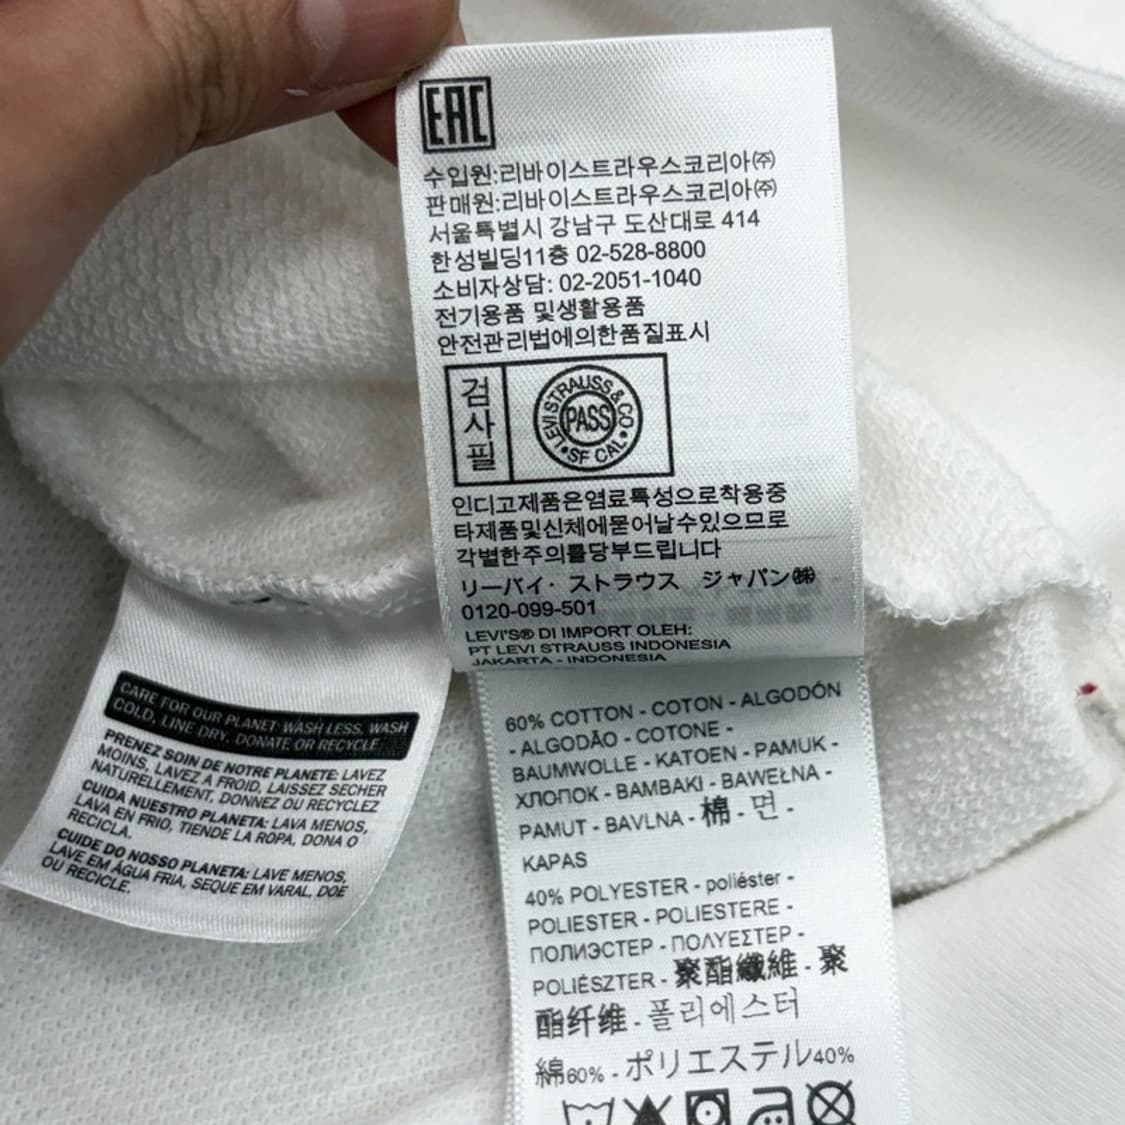 EAC
수입원:리바이스트라우스코리아㈜
판매원:리바이스트라우스코리아㈜
서울특별시 강남구 도산대로 414
한성빌딩11층 02-528-8800
소비자상담: 02-2051-1040
전기용품 및생활용품
안전관리법에의한품질표시
검사필
LEVI STRAUSS & CO
PASS
SF CAL
인디고제품은염료특성으로착용중
타제품및신체에묻어날수있으므로
각별한주의를당부드립니다
リーバイ· ストラウス ジャパン㈱
0120-099-501
LEVI'S® DI IMPORT OLEH:
PT LEVI STRAUSS INDONESIA
JAKARTA - INDONESIA
CARE FOR OUR PLANET: WASH LESS, WASH
COLD, LINE DRY, DONATE OR RECYCLE
PRENEZ SOIN DE NOTRE PLANETE: LAVEZ
MOINS, LAVEZ A FROID, LAISSEZ SECHER
NATURELLEMENT, DONNEZ OU RECYCLEZ
CUIDA NUESTRO PLANETA: LAVA MENOS,
LAVA EN FRIO, TIENDE LA ROPA, DONA O
RECICLA.
CUIDE DO NOSSO PLANETA: LAVE MENOS,
LAVE EM ÁGUA FRIA, SEQUE EM VARAL, DOE
OU RECICLE.
60% COTTON - COTON - ALGODÓN
- ALGODÃO - COTONE -
BAUMWOLLE - KATOEN - PAMUK -
ХЛОПОК - BAMBAKI - BAWEŁNA -
PAMUT - BAVLNA - 棉 - 면 -
KAPAS
40% POLYESTER - poliéster -
POLIESTER - POLIESTERE -
ПОЛИЭСТЕР - ΠΟΛΥΕΣΤΕΡ -
POLIÉSZTER - 聚酯纖維 - 聚
酯纤维 - 폴리에스터
綿60% - ポリエステル40%